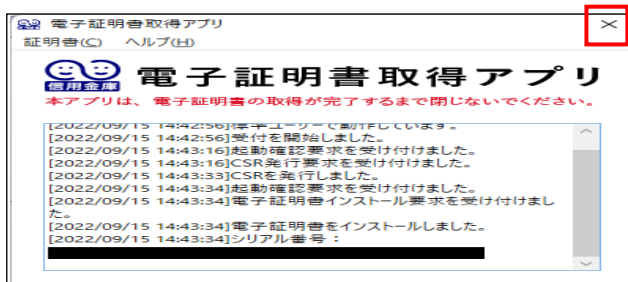 電子証明書取得アプリ
証明書(C) ヘルプ(H)
信用金庫
電子証明書取得アプリ
本アプリは、電子証明書の取得が完了するまで閉じないでください。
[2022/09/15 14:42:56]標準ユーザーで動作しています。
[2022/09/15 14:42:56]受付を開始しました。
[2022/09/15 14:43:16]起動確認要求を受け付けました。
[2022/09/15 14:43:16]CSR発行要求を受け付けました。
[2022/09/15 14:43:33]CSRを発行しました。
[2022/09/15 14:43:34]起動確認要求を受け付けました。
[2022/09/15 14:43:34]電子証明書インストール要求を受け付けまし
た。
[2022/09/15 14:43:34]電子証明書をインストールしました。
[2022/09/15 14:43:34]シリアル番号：